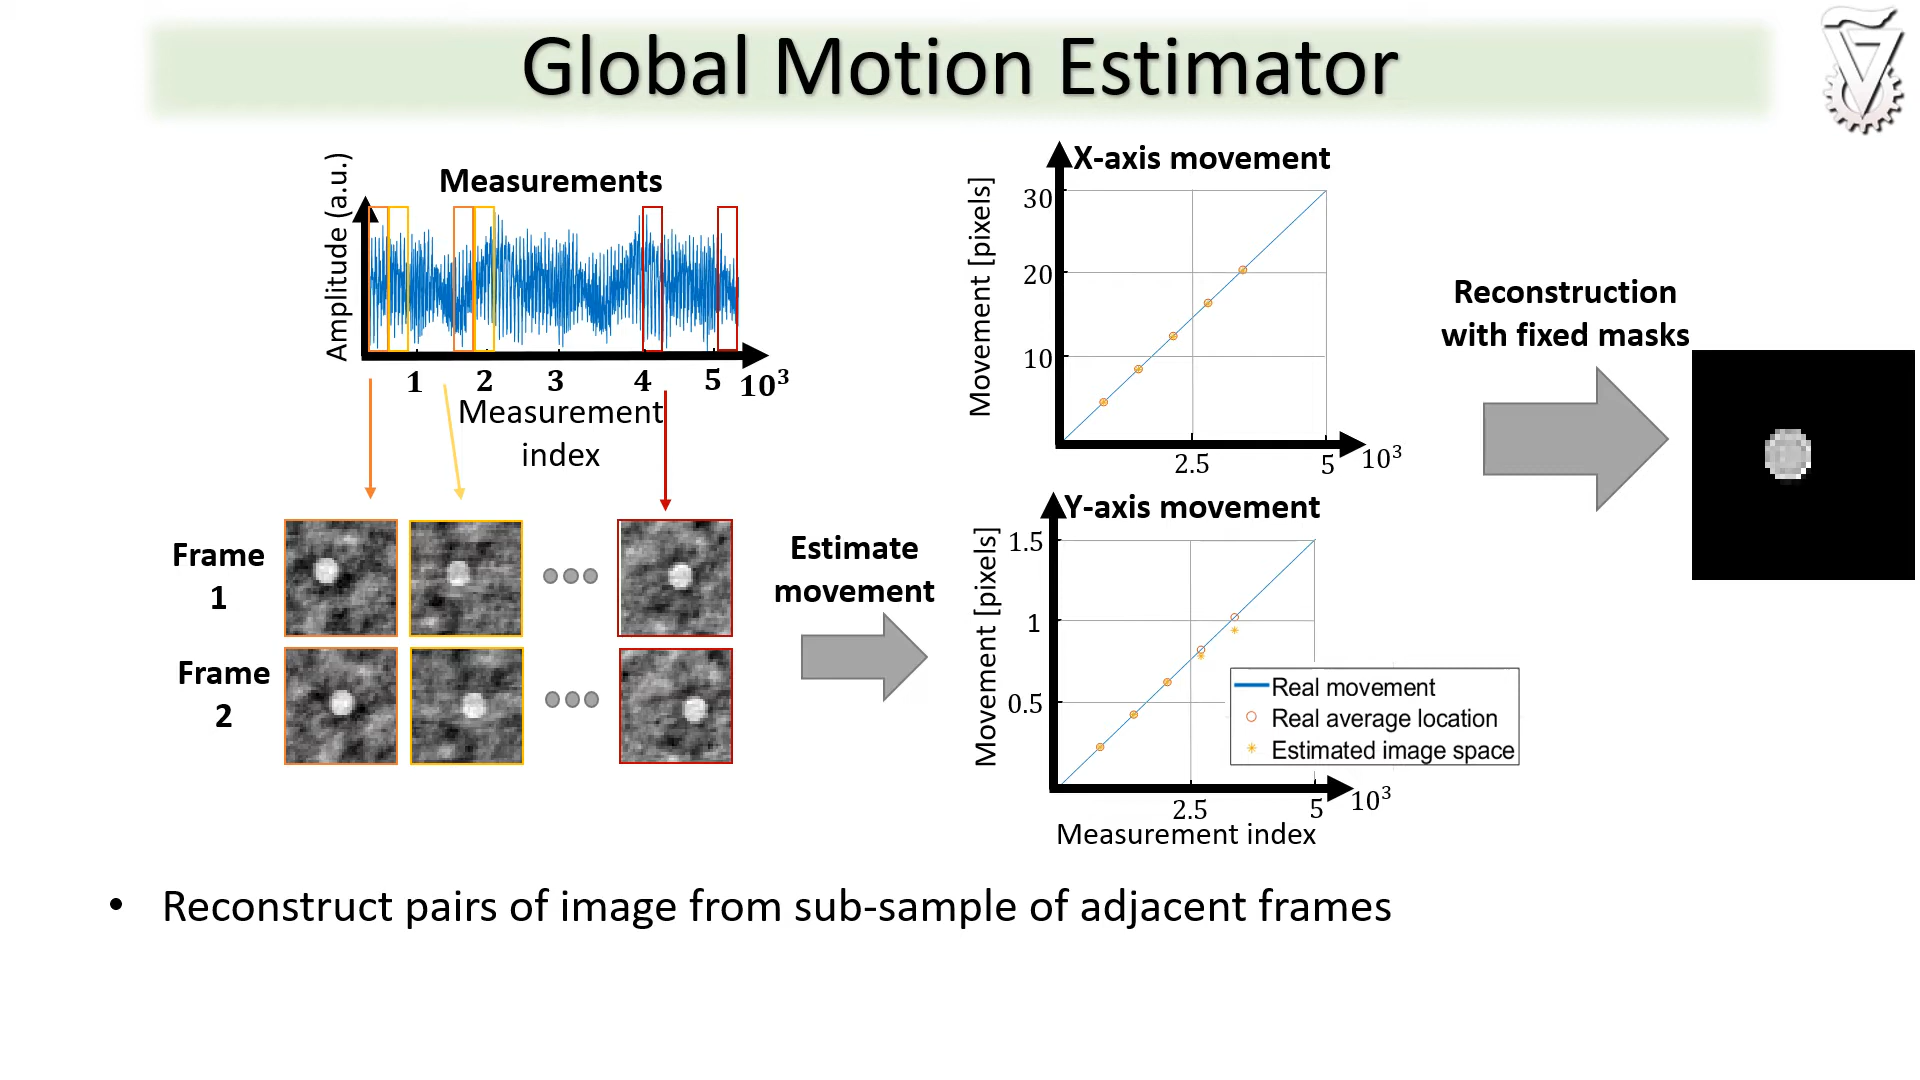 Global Motion Estimator
Measurements
Amplitude (a.u.)
1 2 3 4 5 10³
Measurement
index
Frame
1
Frame
2
Estimate
movement
X-axis movement
Movement [pixels]
30
20
10
2.5 5 10³
Y-axis movement
Movement [pixels]
1.5
1
0.5
Real movement
Real average location
Estimated image space
2.5 5 10³
Measurement index
Reconstruction
with fixed masks
• Reconstruct pairs of image from sub-sample of adjacent frames